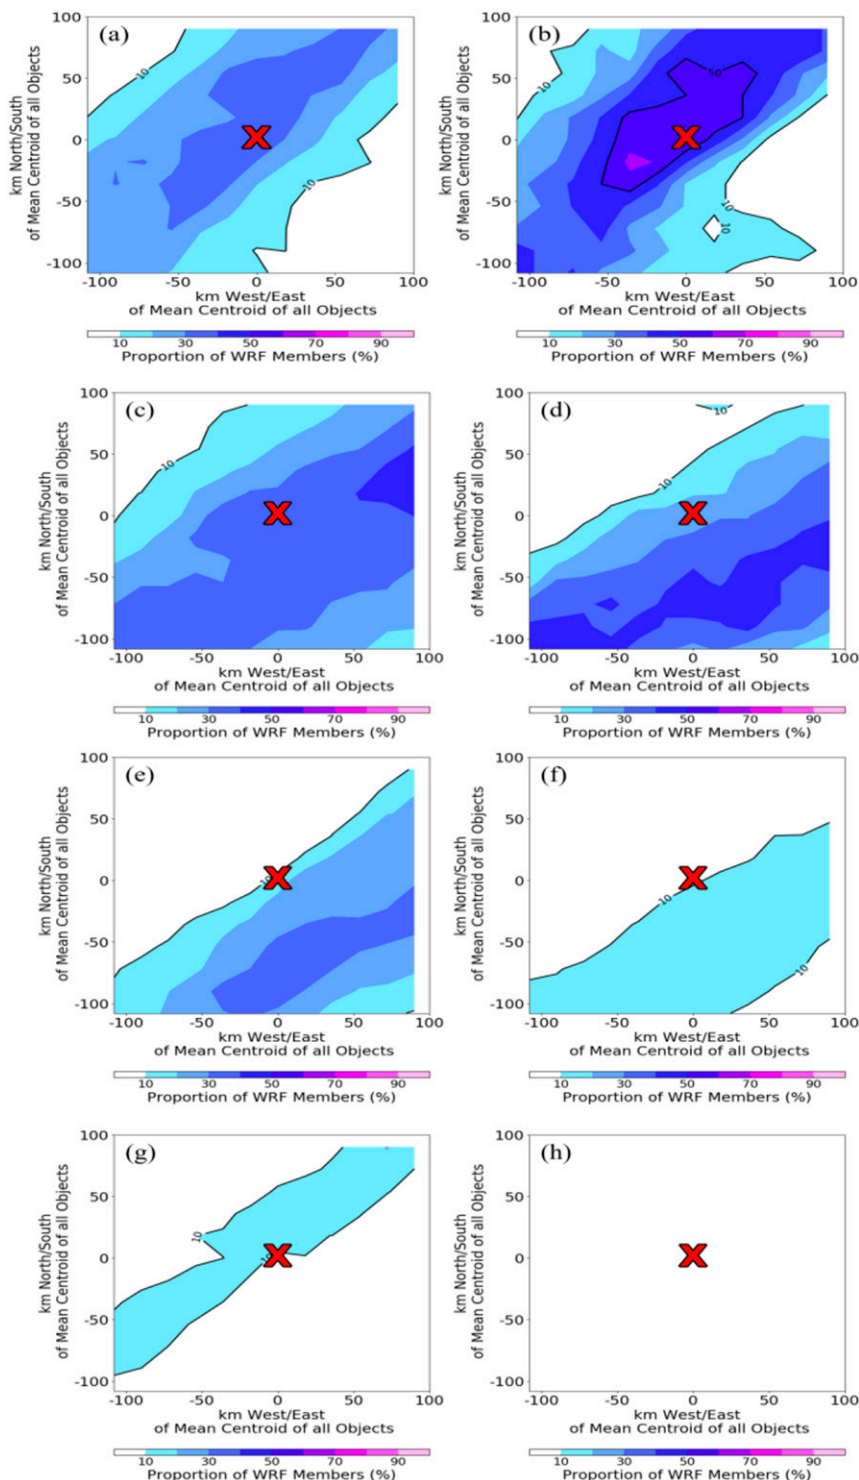 (a)
100
50
0
-50
-100
km North/South
of Mean Centroid of all Objects
10
10
-100 -50 0 50 100
km West/East
of Mean Centroid of all Objects
10 30 50 70 90
Proportion of WRF Members (%)
(b)
100
50
0
-50
-100
km North/South
of Mean Centroid of all Objects
10
50
10
10
-100 -50 0 50 100
km West/East
of Mean Centroid of all Objects
10 30 50 70 90
Proportion of WRF Members (%)
(c)
100
50
0
-50
-100
km North/South
of Mean Centroid of all Objects
10
-100 -50 0 50 100
km West/East
of Mean Centroid of all Objects
10 30 50 70 90
Proportion of WRF Members (%)
(d)
100
50
0
-50
-100
km North/South
of Mean Centroid of all Objects
10
10
-100 -50 0 50 100
km West/East
of Mean Centroid of all Objects
10 30 50 70 90
Proportion of WRF Members (%)
(e)
100
50
0
-50
-100
km North/South
of Mean Centroid of all Objects
-100 -50 0 50 100
km West/East
of Mean Centroid of all Objects
10 30 50 70 90
Proportion of WRF Members (%)
(f)
100
50
0
-50
-100
km North/South
of Mean Centroid of all Objects
10
10
-100 -50 0 50 100
km West/East
of Mean Centroid of all Objects
10 30 50 70 90
Proportion of WRF Members (%)
(g)
100
50
0
-50
-100
km North/South
of Mean Centroid of all Objects
10
-100 -50 0 50 100
km West/East
of Mean Centroid of all Objects
10 30 50 70 90
Proportion of WRF Members (%)
(h)
100
50
0
-50
-100
km North/South
of Mean Centroid of all Objects
-100 -50 0 50 100
km West/East
of Mean Centroid of all Objects
10 30 50 70 90
Proportion of WRF Members (%)